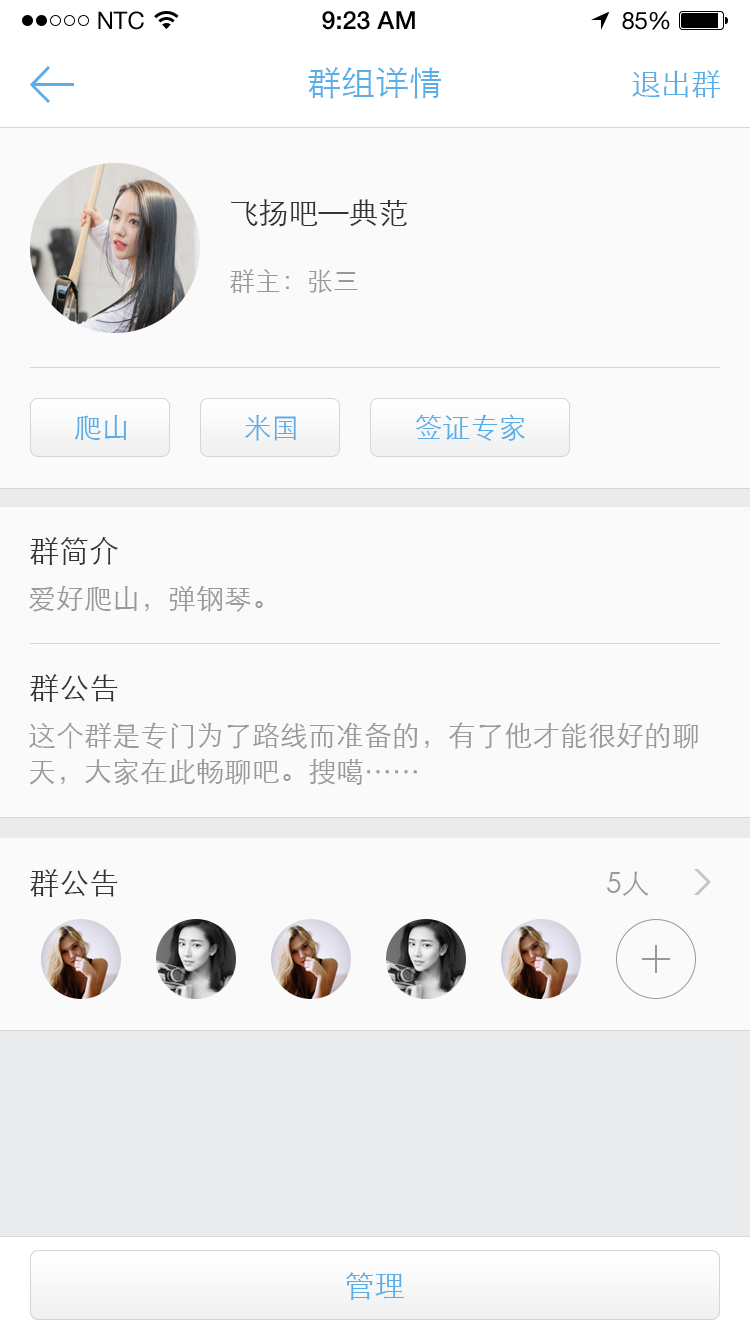 NTC 9:23 AM 85%
群组详情 退出群
飞扬吧—典范
群主：张三
爬山 米国 签证专家
群简介
爱好爬山，弹钢琴。
群公告
这个群是专门为了路线而准备的，有了他才能很好的聊
天，大家在此畅聊吧。搜噶……
群公告 5人
管理